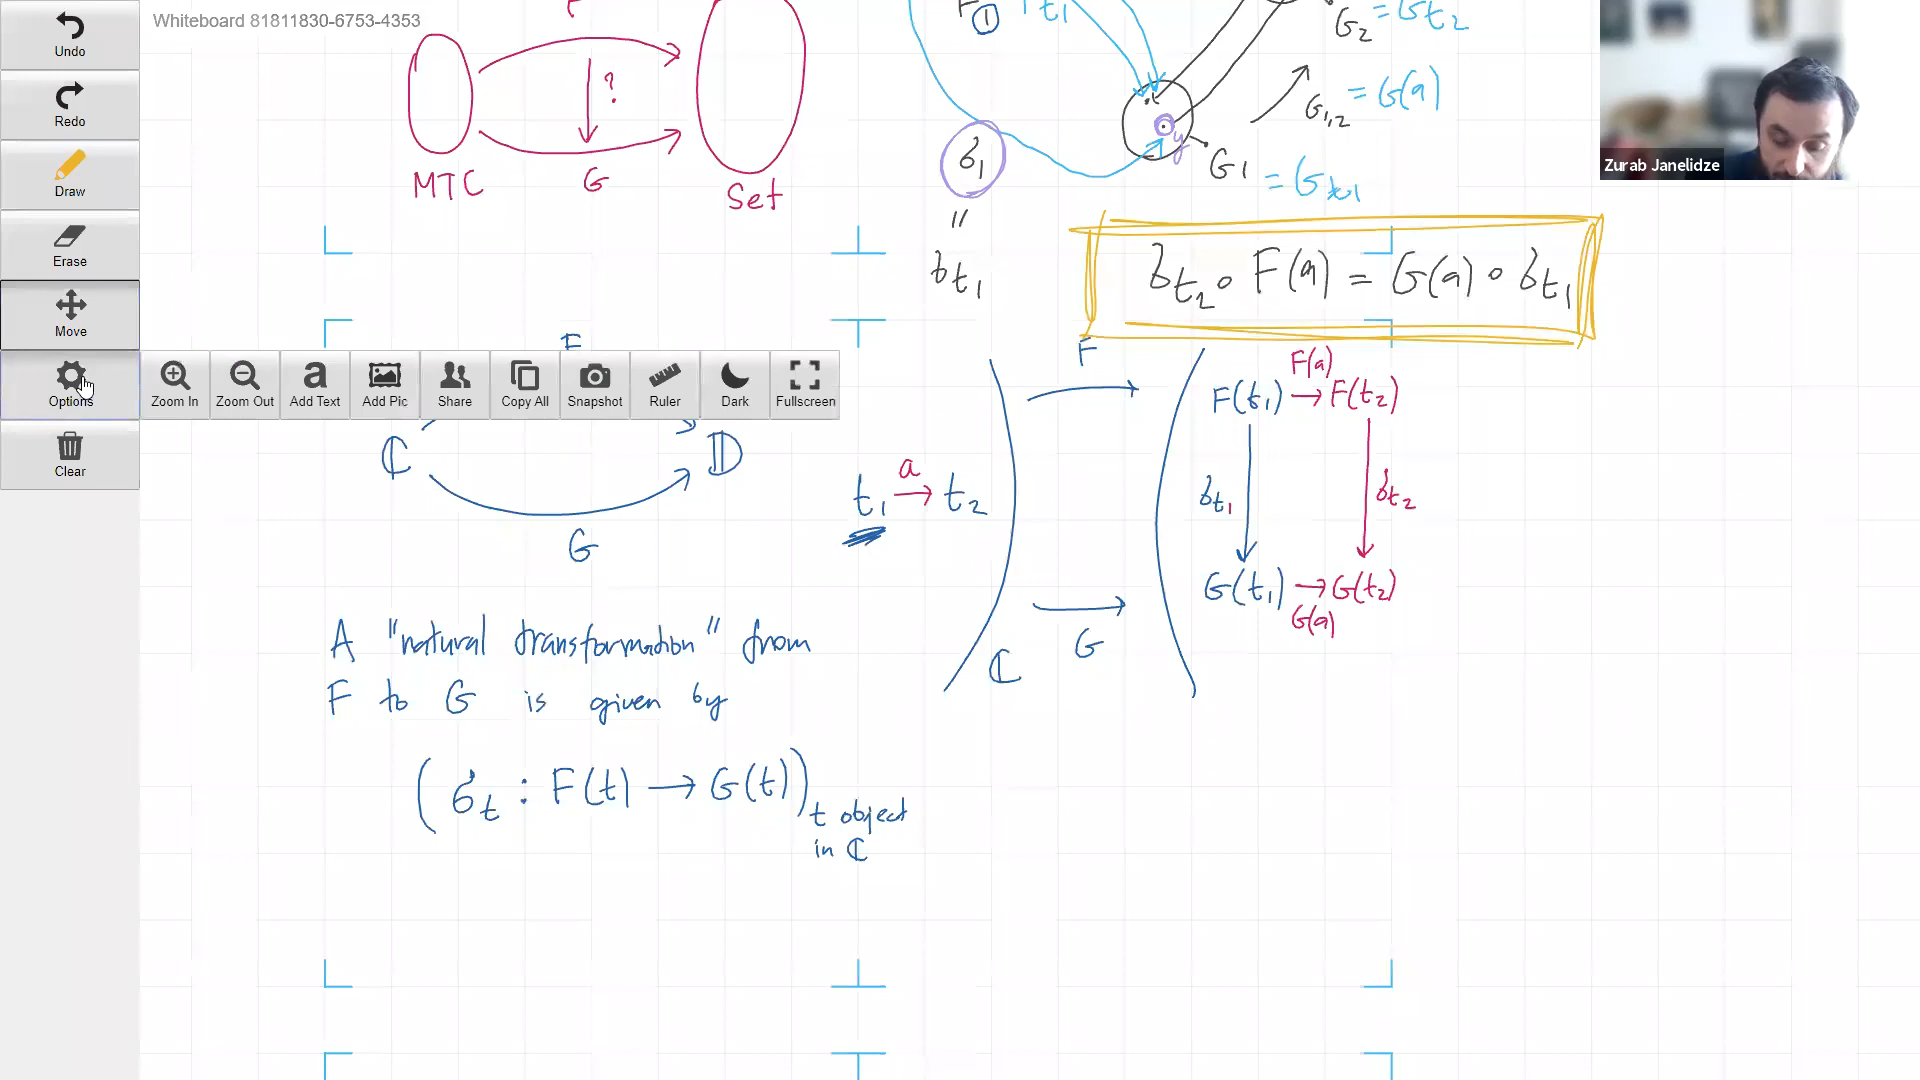 Whiteboard 81811830-6753-4353
Undo
Redo
Draw
Erase
Move
Options
Clear
Zoom In
Zoom Out
Add Text
Add Pic
Share
Copy All
Snapshot
Ruler
Dark
Fullscreen
Zurab Janelidze
?
MTC
G
Set
①
t₁
G₂ = Gt₂
G₁,₂ = G(a)
y
G1 = Gt₁
σ₁
"
σt₁
σt₂ ∘ F(a) = G(a) ∘ σt₁
F
ℂ
𝔻
G
t₁ a→ t₂
F
G
ℂ
F(a)
F(t₁) → F(t₂)
σt₁
σt₂
G(t₁) → G(t₂)
G(a)
A "natural transformation" from
F to G is given by
(σt : F(t) → G(t)) t object
in ℂ